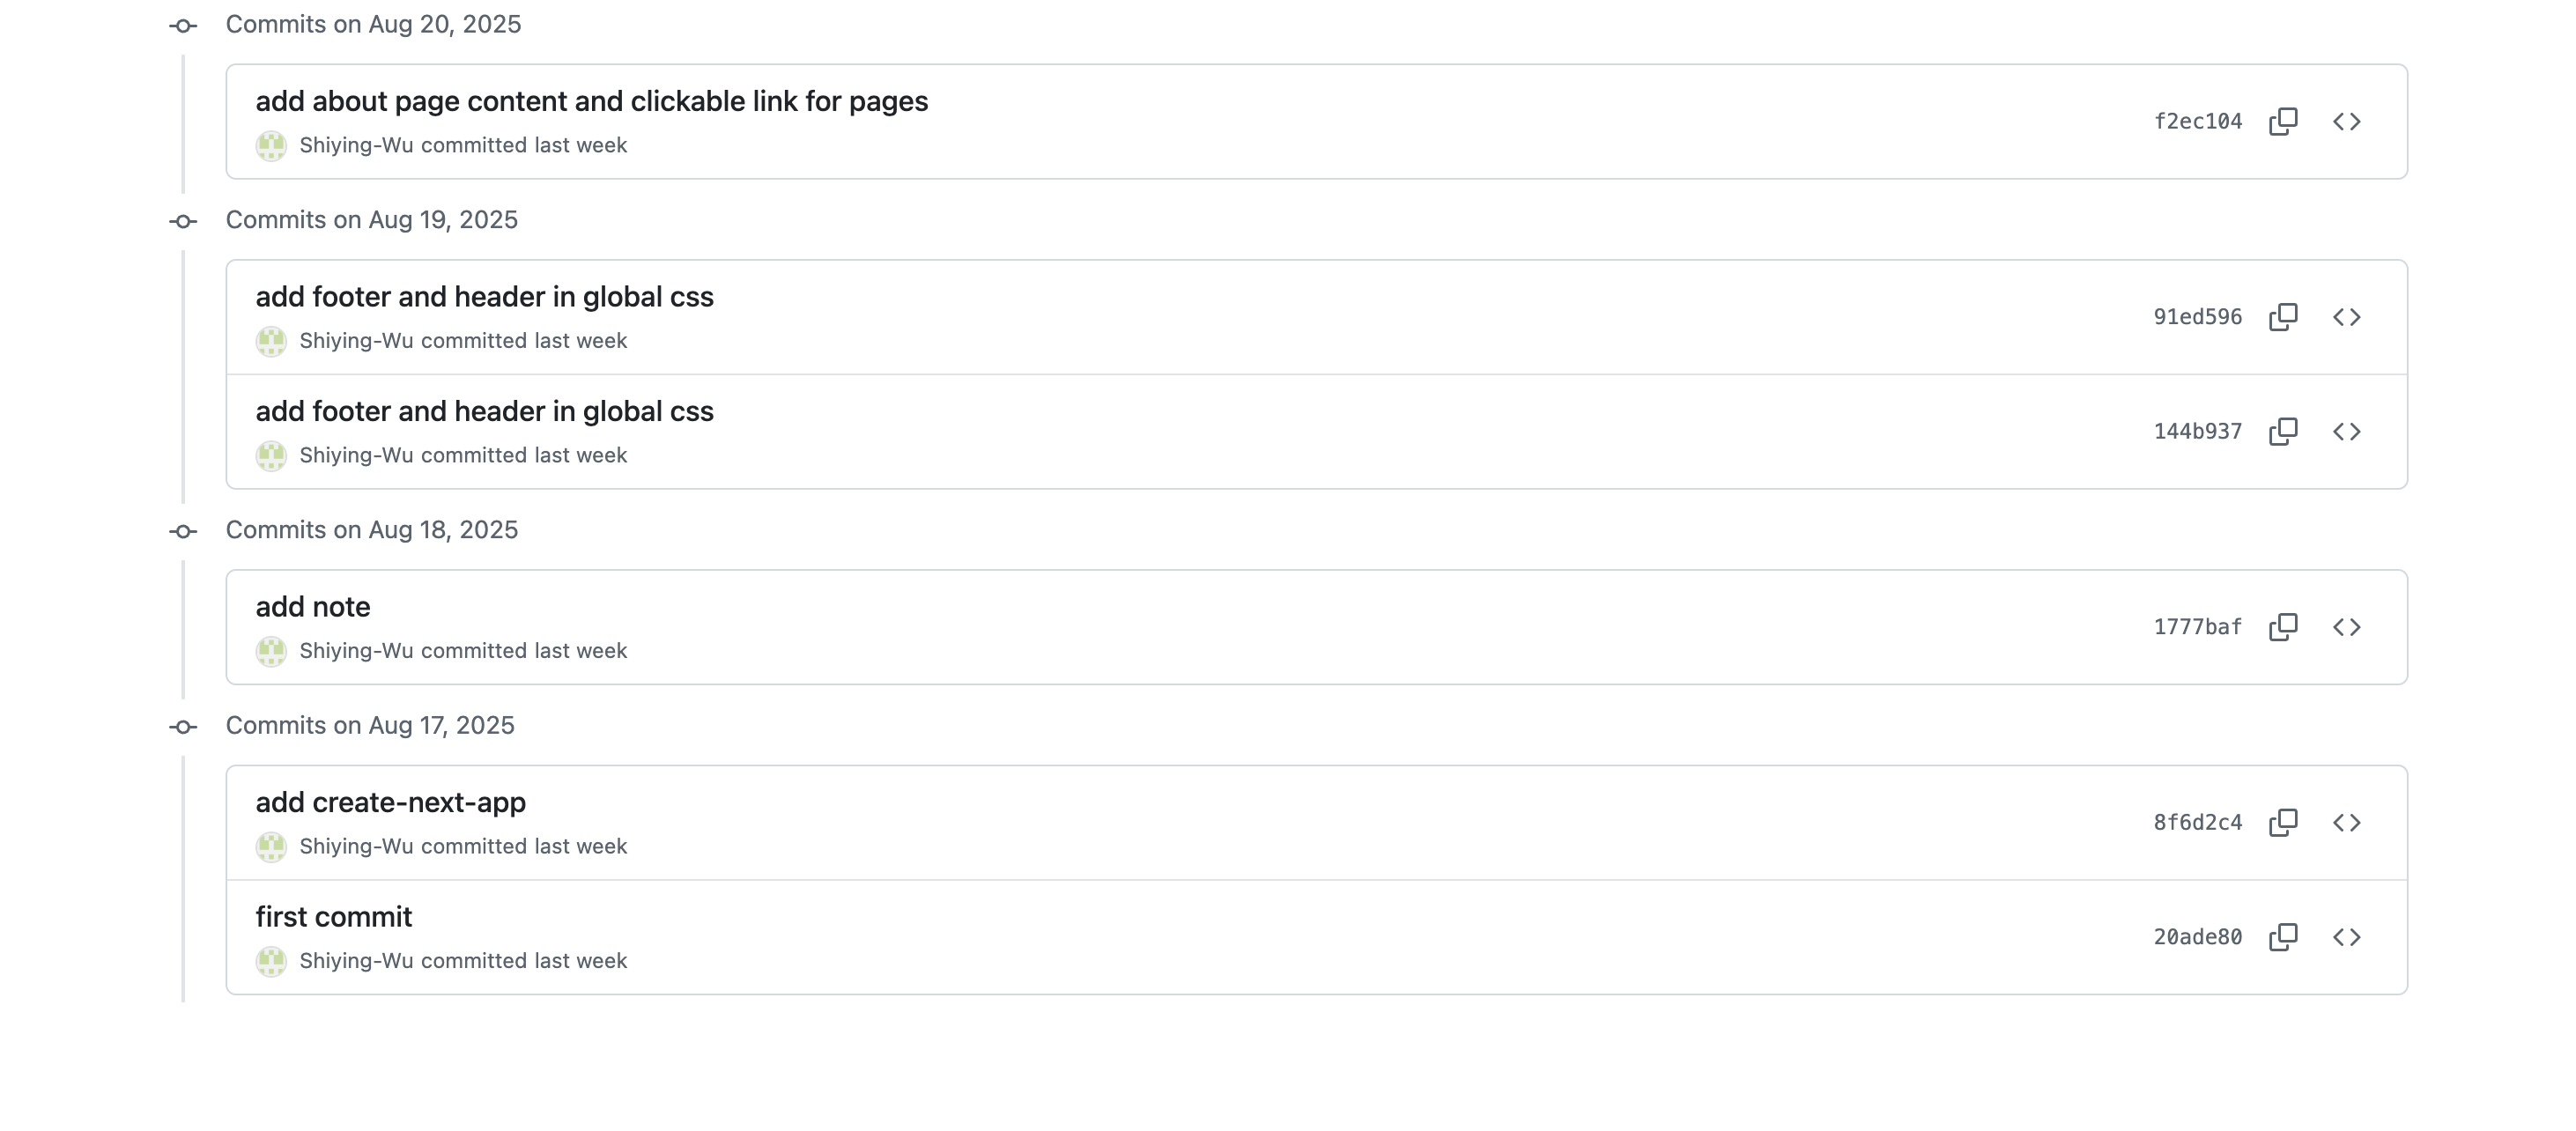 Commits on Aug 20, 2025
add about page content and clickable link for pages
Shiying-Wu committed last week
f2ec104
Commits on Aug 19, 2025
add footer and header in global css
Shiying-Wu committed last week
91ed596
add footer and header in global css
Shiying-Wu committed last week
144b937
Commits on Aug 18, 2025
add note
Shiying-Wu committed last week
1777baf
Commits on Aug 17, 2025
add create-next-app
Shiying-Wu committed last week
8f6d2c4
first commit
Shiying-Wu committed last week
20ade80